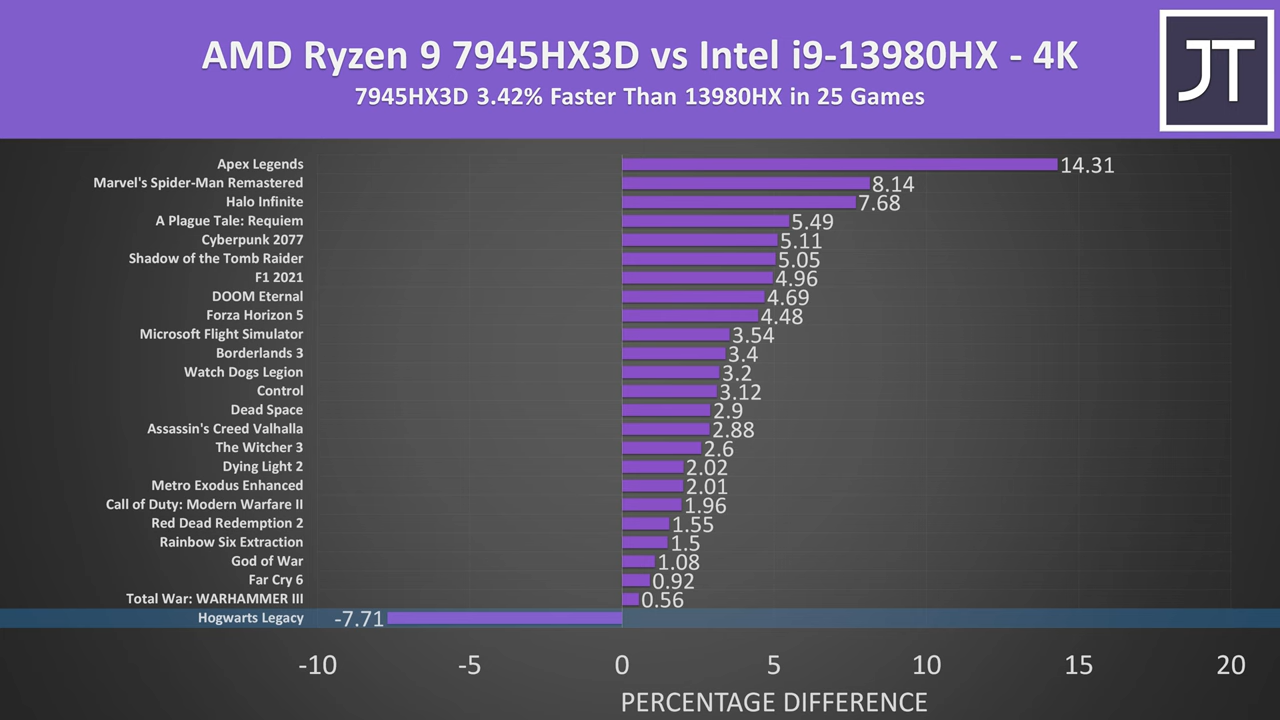 AMD Ryzen 9 7945HX3D vs Intel i9-13980HX - 4K
7945HX3D 3.42% Faster Than 13980HX in 25 Games
JT
Apex Legends 14.31
Marvel's Spider-Man Remastered 8.14
Halo Infinite 7.68
A Plague Tale: Requiem 5.49
Cyberpunk 2077 5.11
Shadow of the Tomb Raider 5.05
F1 2021 4.96
DOOM Eternal 4.69
Forza Horizon 5 4.48
Microsoft Flight Simulator 3.54
Borderlands 3 3.4
Watch Dogs Legion 3.2
Control 3.12
Dead Space 2.9
Assassin's Creed Valhalla 2.88
The Witcher 3 2.6
Dying Light 2 2.02
Metro Exodus Enhanced 2.01
Call of Duty: Modern Warfare II 1.96
Red Dead Redemption 2 1.55
Rainbow Six Extraction 1.5
God of War 1.08
Far Cry 6 0.92
Total War: WARHAMMER III 0.56
Hogwarts Legacy -7.71
-10 -5 0 5 10 15 20
PERCENTAGE DIFFERENCE